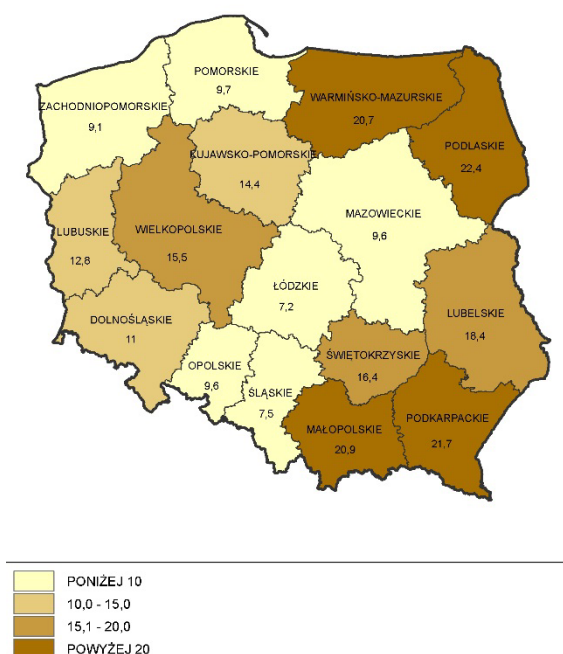 POMORSKIE
9,7
ZACHODNIOPOMORSKIE
9,1
WARMIŃSKO-MAZURSKIE
20,7
PODLASKIE
22,4
KUJAWSKO-POMORSKIE
14,4
MAZOWIECKIE
9,6
LUBUSKIE
12,8
WIELKOPOLSKIE
15,5
ŁÓDZKIE
7,2
LUBELSKIE
18,4
DOLNOŚLĄSKIE
11
OPOLSKIE
9,6
ŚLĄSKIE
7,5
ŚWIĘTOKRZYSKIE
16,4
MAŁOPOLSKIE
20,9
PODKARPACKIE
21,7
PONIŻEJ 10
10,0 - 15,0
15,1 - 20,0
POWYŻEJ 20